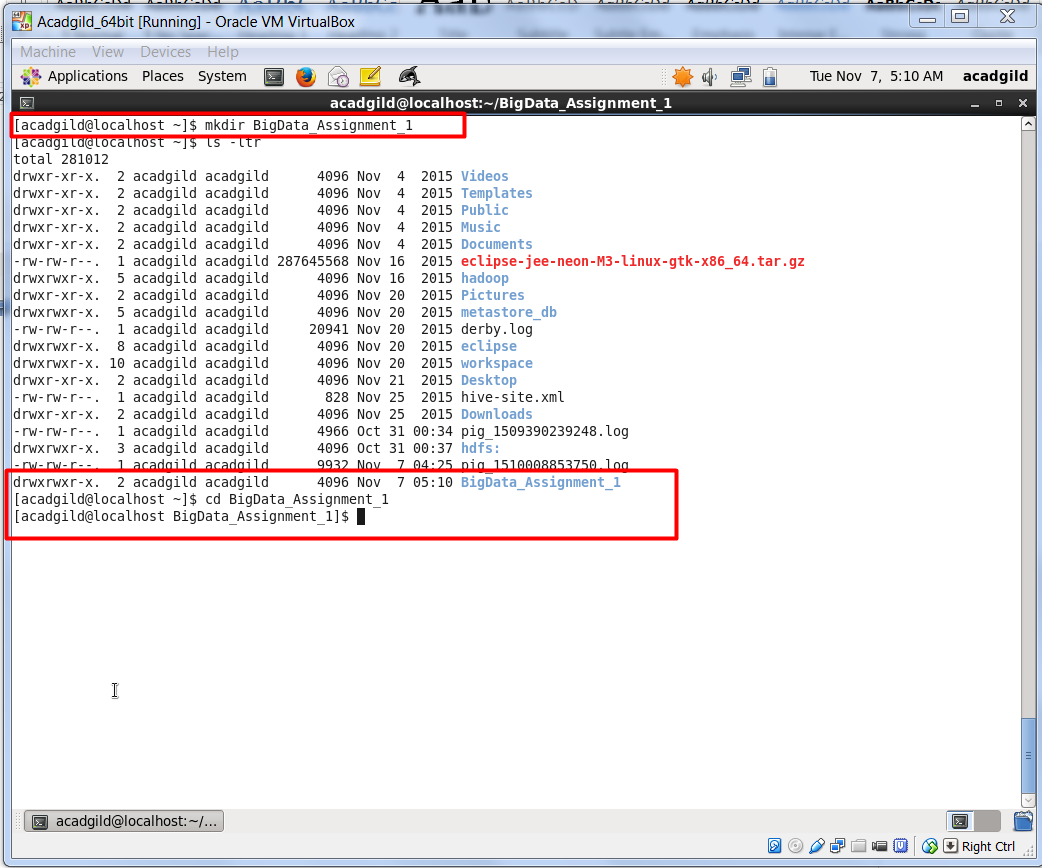 Acadgild_64bit [Running] - Oracle VM VirtualBox
Machine View Devices Help
Applications Places System Tue Nov 7, 5:10 AM acadgild
acadgild@localhost:~/BigData_Assignment_1
[acadgild@localhost ~]$ mkdir BigData_Assignment_1
[acadgild@localhost ~]$ ls -ltr
total 281012
drwxr-xr-x. 2 acadgild acadgild 4096 Nov 4 2015 Videos
drwxr-xr-x. 2 acadgild acadgild 4096 Nov 4 2015 Templates
drwxr-xr-x. 2 acadgild acadgild 4096 Nov 4 2015 Public
drwxr-xr-x. 2 acadgild acadgild 4096 Nov 4 2015 Music
drwxr-xr-x. 2 acadgild acadgild 4096 Nov 4 2015 Documents
-rw-rw-r--. 1 acadgild acadgild 287645568 Nov 16 2015 eclipse-jee-neon-M3-linux-gtk-x86_64.tar.gz
drwxrwxr-x. 5 acadgild acadgild 4096 Nov 16 2015 hadoop
drwxr-xr-x. 2 acadgild acadgild 4096 Nov 20 2015 Pictures
drwxrwxr-x. 5 acadgild acadgild 4096 Nov 20 2015 metastore_db
-rw-rw-r--. 1 acadgild acadgild 20941 Nov 20 2015 derby.log
drwxrwxr-x. 8 acadgild acadgild 4096 Nov 20 2015 eclipse
drwxrwxr-x. 10 acadgild acadgild 4096 Nov 20 2015 workspace
drwxr-xr-x. 2 acadgild acadgild 4096 Nov 21 2015 Desktop
-rw-rw-r--. 1 acadgild acadgild 828 Nov 25 2015 hive-site.xml
drwxr-xr-x. 2 acadgild acadgild 4096 Nov 25 2015 Downloads
-rw-rw-r--. 1 acadgild acadgild 4966 Oct 31 00:34 pig_1509390239248.log
drwxrwxr-x. 3 acadgild acadgild 4096 Oct 31 00:37 hdfs:
-rw-rw-r--. 1 acadgild acadgild 9932 Nov 7 04:25 pig_1510008853750.log
drwxrwxr-x. 2 acadgild acadgild 4096 Nov 7 05:10 BigData_Assignment_1
[acadgild@localhost ~]$ cd BigData_Assignment_1
[acadgild@localhost BigData_Assignment_1]$
acadgild@localhost:~/...
Right Ctrl